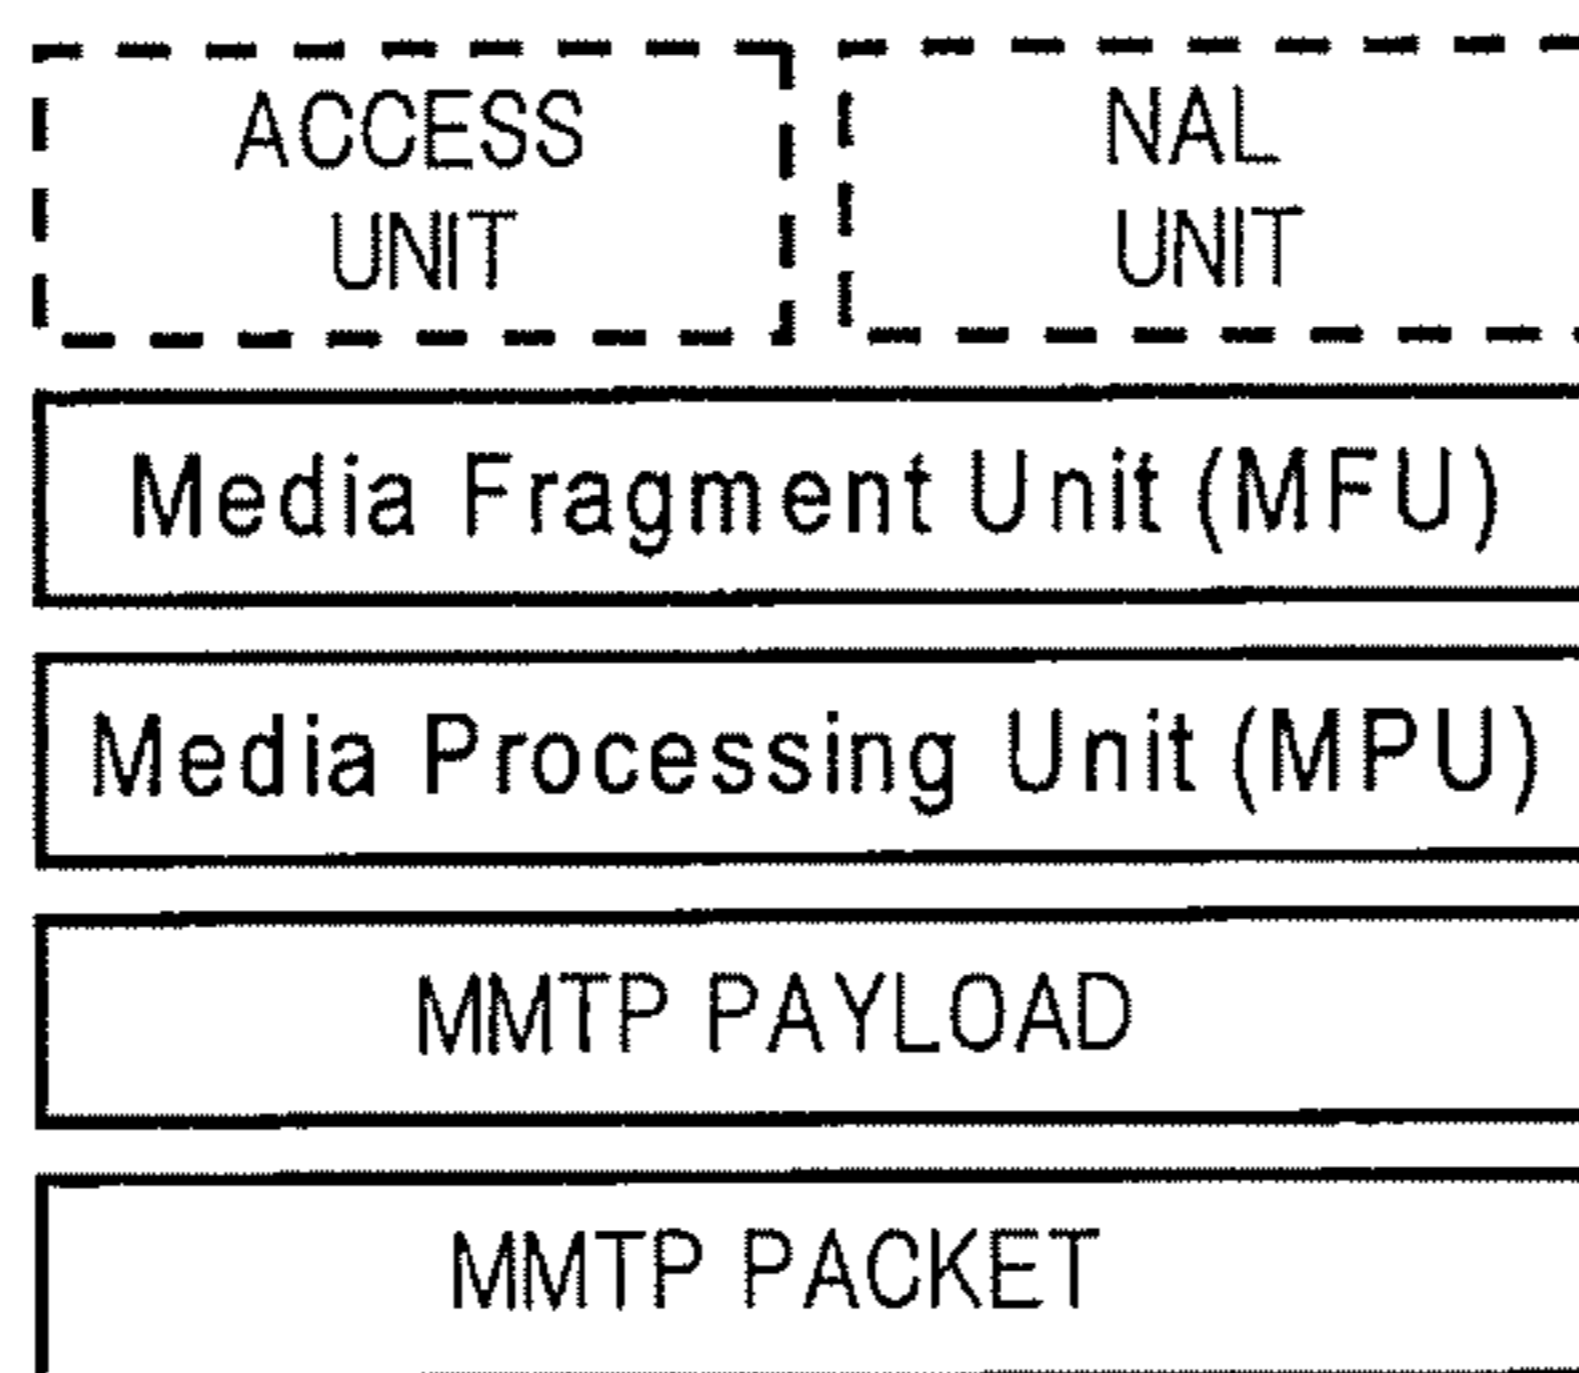 ACCESS
UNIT
NAL
UNIT
Media Fragment Unit (MFU)
Media Processing Unit (MPU)
MMTP PAYLOAD
MMTP PACKET